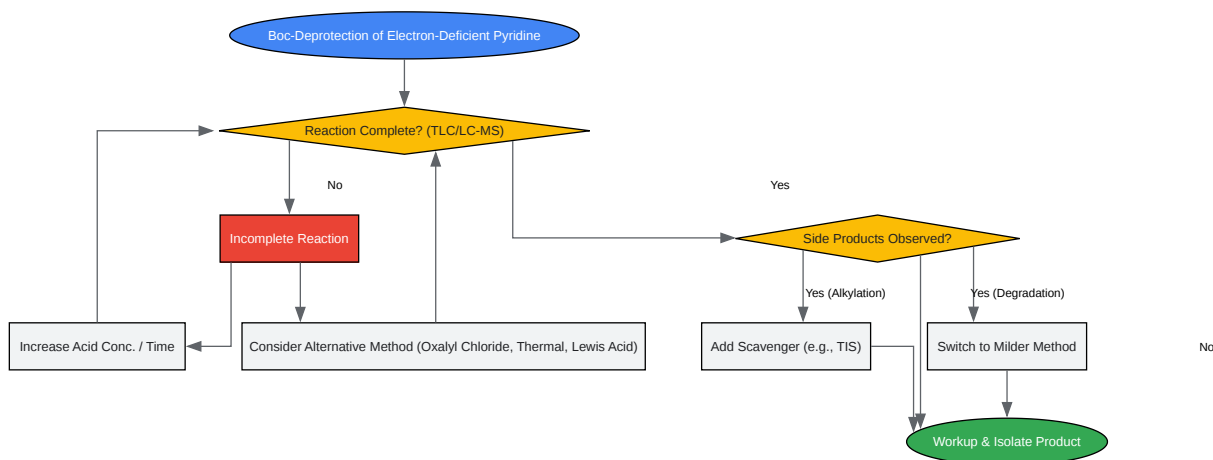 Boc-Deprotection of Electron-Deficient Pyridine
Reaction Complete? (TLC/LC-MS)
No
Yes
Incomplete Reaction
Side Products Observed?
Yes (Alkylation)
Yes (Degradation)
Increase Acid Conc. / Time
Consider Alternative Method (Oxalyl Chloride, Thermal, Lewis Acid)
Add Scavenger (e.g., TIS)
Switch to Milder Method
No
Workup & Isolate Product